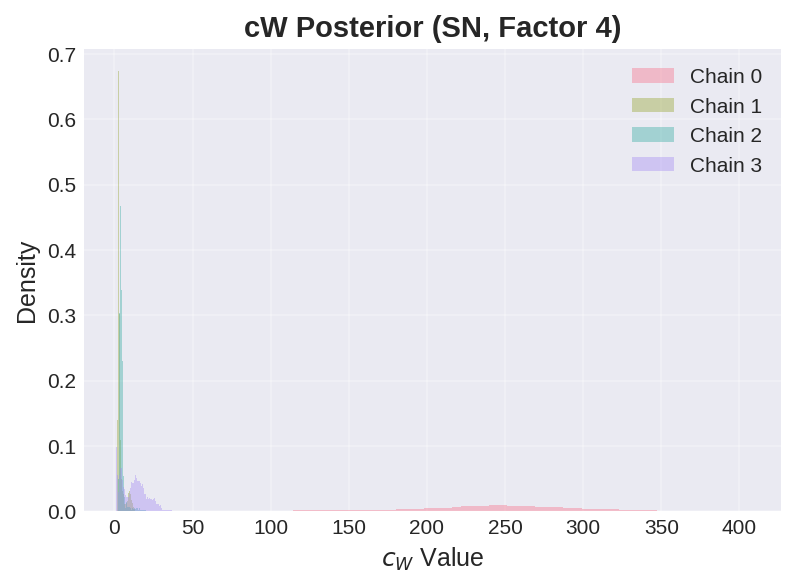 cW Posterior (SN, Factor 4)
0.7
0.6
0.5
0.4
0.3
0.2
0.1
0.0
Density
Chain 0
Chain 1
Chain 2
Chain 3
0 50 100 150 200 250 300 350 400
c_W Value